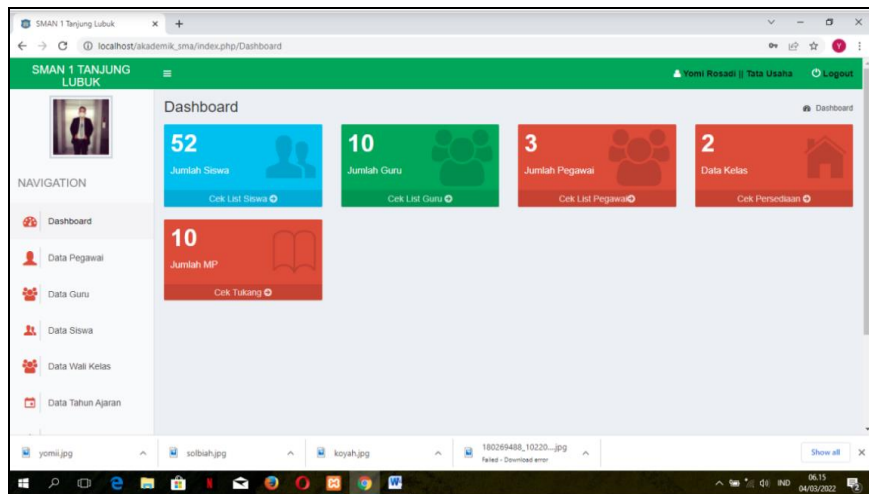 SMAN 1 Tanjung Lubuk
localhost/akademik_sma/index.php/Dashboard
Y
SMAN 1 TANJUNG
LUBUK
Yomi Rosadi || Tata Usaha
Logout
NAVIGATION
Dashboard
Data Pegawai
Data Guru
Data Siswa
Data Wali Kelas
Data Tahun Ajaran
Dashboard
Dashboard
52
Jumlah Siswa
Cek List Siswa
10
Jumlah Guru
Cek List Guru
3
Jumlah Pegawai
Cek List Pegawai
2
Data Kelas
Cek Persediaan
10
Jumlah MP
Cek Tukang
yomii.jpg
solbiah.jpg
koyah.jpg
180269488_10220....jpg
Failed - Download error
Show all
IND
06.15
04/03/2022
2